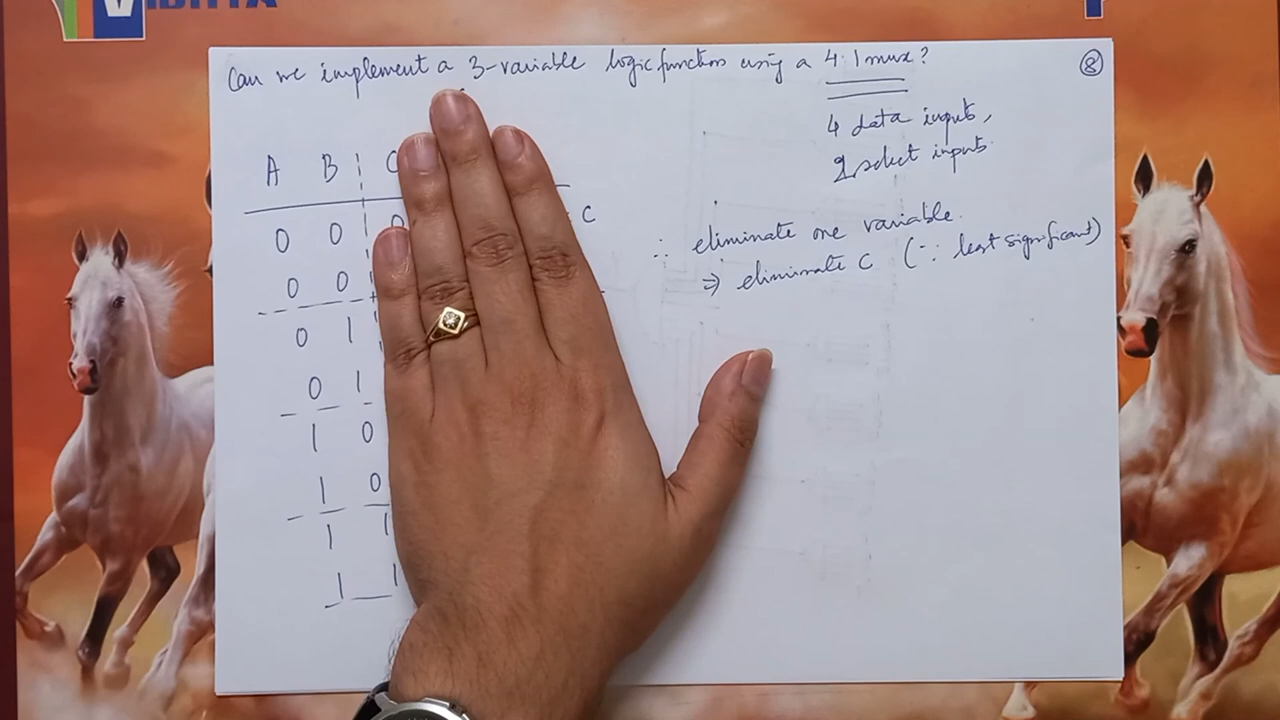 Can we implement a 3-variable logic function using a 4:1 mux?
8
4 data inputs,
2 select inputs
A B C
0 0 0
C
0 0
0 1
0 1
1 0
1 0
1 1
1 1
∴ eliminate one variable.
⇒ eliminate C (∵ least significant)